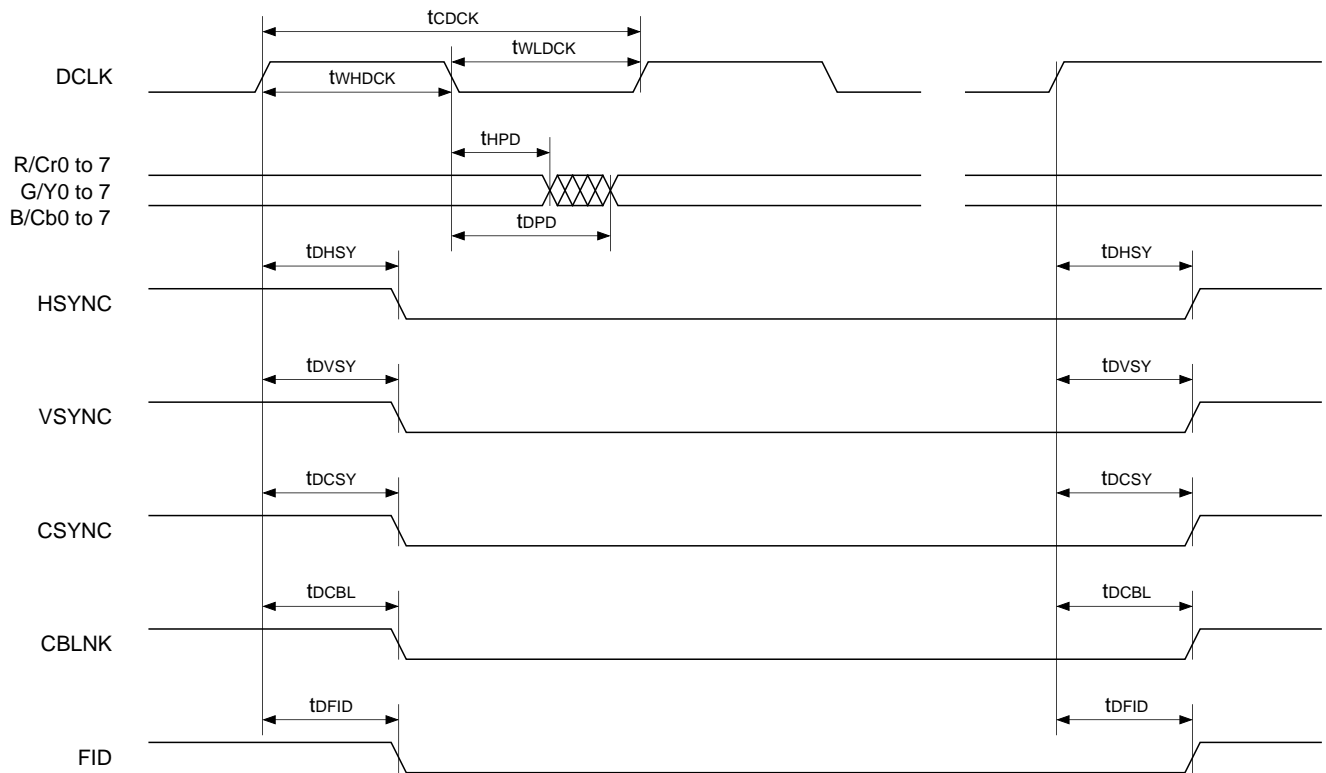 tCDCK
tWLDCK
DCLK
tWHDCK
tHPD
R/Cr0 to 7
G/Y0 to 7
B/Cb0 to 7
tDPD
tDHSY tDHSY
HSYNC
tDVSY tDVSY
VSYNC
tDCSY tDCSY
CSYNC
tDCBL tDCBL
CBLNK
tDFID tDFID
FID